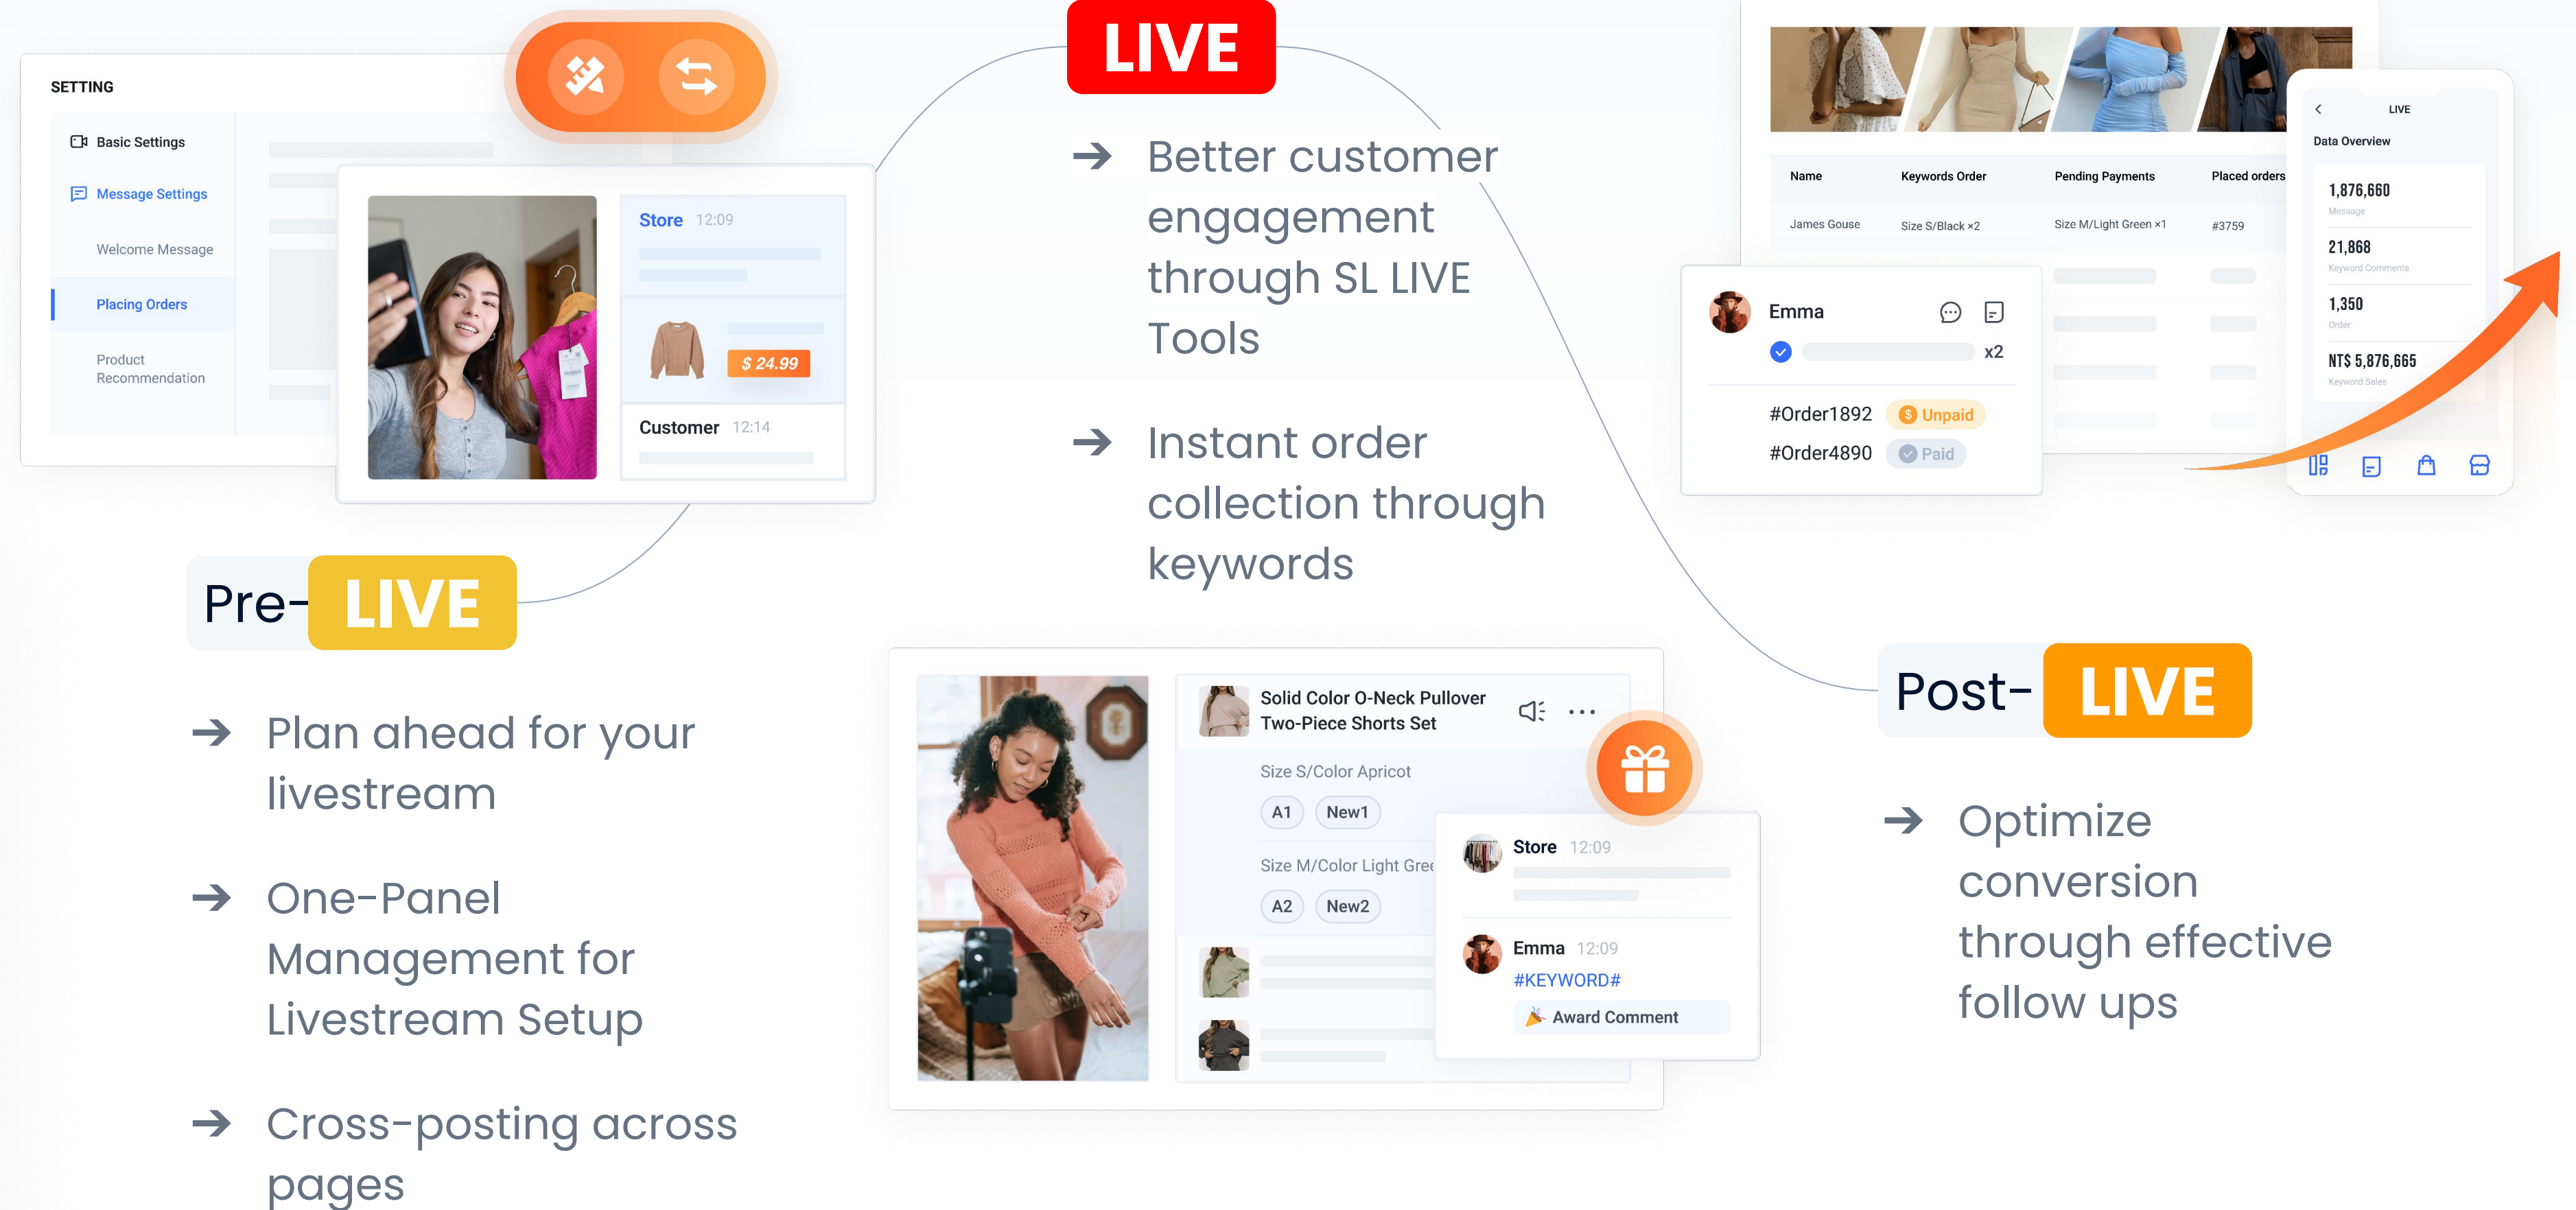 SETTING
Basic Settings
Message Settings
Welcome Message
Placing Orders
Product
Recommendation
Store 12:09
$ 24.99
Customer 12:14
Pre-LIVE
➔ Plan ahead for your
livestream
➔ One-Panel
Management for
Livestream Setup
➔ Cross-posting across
pages
LIVE
➔ Better customer
engagement
through SL LIVE
Tools
➔ Instant order
collection through
keywords
Solid Color O-Neck Pullover
Two-Piece Shorts Set
Size S/Color Apricot
A1 New1
Size M/Color Light Gree
A2 New2
Store 12:09
Emma 12:09
#KEYWORD#
Award Comment
Name Keywords Order Pending Payments Placed orders
James Gouse Size S/Black ×2 Size M/Light Green ×1 #3759
Emma
x2
#Order1892 Unpaid
#Order4890 Paid
LIVE
Data Overview
1,876,660
Message
21,868
Keyword Comments
1,350
Order
NT$ 5,876,665
Keyword Sales
Post-LIVE
➔ Optimize
conversion
through effective
follow ups